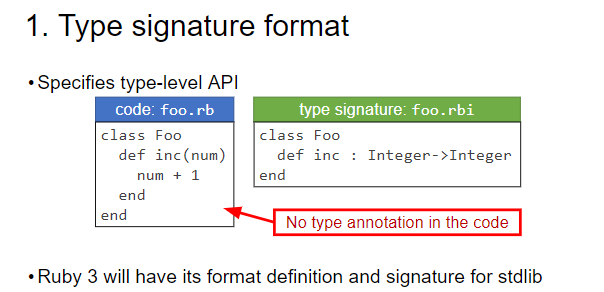 1. Type signature format
• Specifies type-level API
code: foo.rb
class Foo
  def inc(num)
    num + 1
  end
end
type signature: foo.rbi
class Foo
  def inc : Integer->Integer
end
No type annotation in the code
• Ruby 3 will have its format definition and signature for stdlib